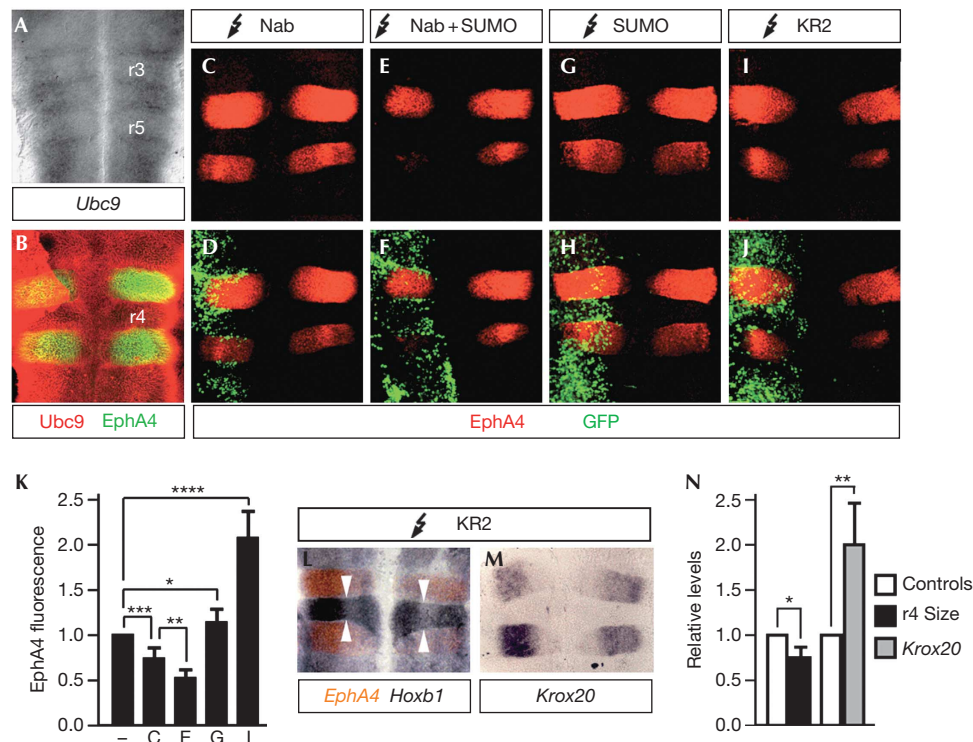 A
r3
r5
Ubc9
B
r4
Ubc9 EphA4
Nab
Nab + SUMO
SUMO
KR2
C
E
G
I
D
F
H
J
EphA4 GFP
K
EphA4 fluorescence
2.5
2.0
1.5
1.0
0.5
0.0
****
*
***
**
– C E G I
KR2
L
M
EphA4 Hoxb1
Krox20
N
Relative levels
2.5
2.0
1.5
1.0
0.5
0.0
*
**
Controls
r4 Size
Krox20